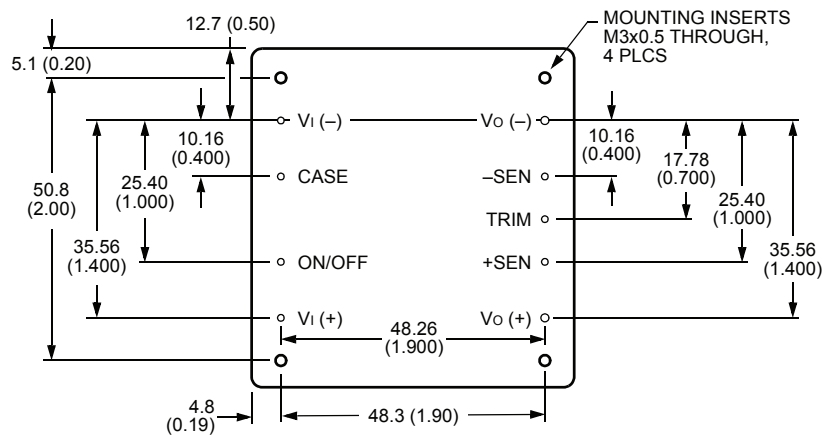 12.7 (0.50)
MOUNTING INSERTS
M3x0.5 THROUGH,
4 PLCS
5.1 (0.20)
VI (–)
VO (–)
10.16
(0.400)
10.16
(0.400)
CASE
–SEN
17.78
(0.700)
25.40
(1.000)
50.8
(2.00)
25.40
(1.000)
TRIM
35.56
(1.400)
35.56
(1.400)
ON/OFF
+SEN
VI (+)
VO (+)
48.26
(1.900)
4.8
(0.19)
48.3 (1.90)